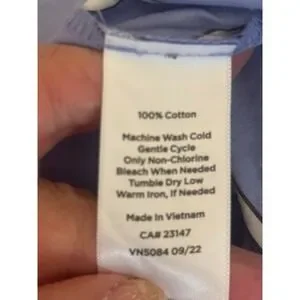 100% Cotton
Machine Wash Cold
Gentle Cycle
Only Non-Chlorine
Bleach When Needed
Tumble Dry Low
Warm Iron, If Needed
Made In Vietnam
CA# 23147
VN5084 09/22